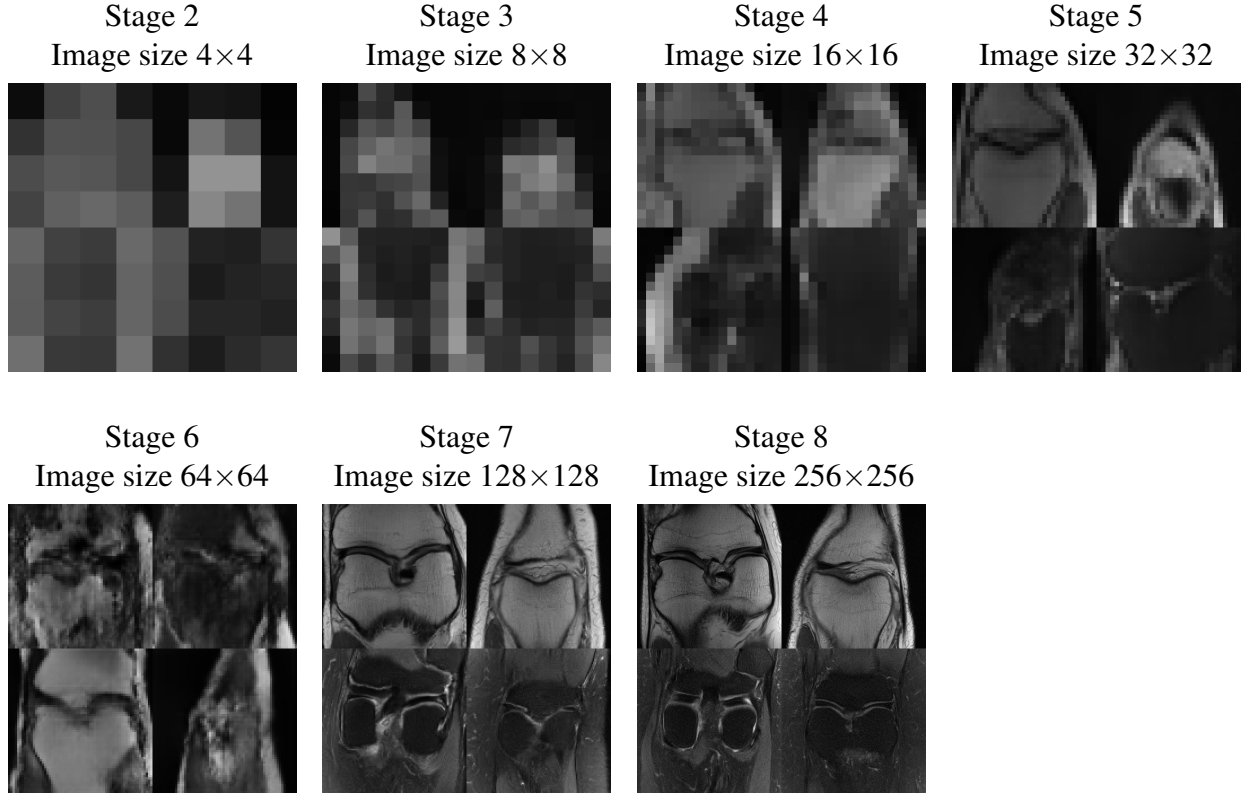 Stage 2
Image size 4×4
Stage 3
Image size 8×8
Stage 4
Image size 16×16
Stage 5
Image size 32×32
Stage 6
Image size 64×64
Stage 7
Image size 128×128
Stage 8
Image size 256×256